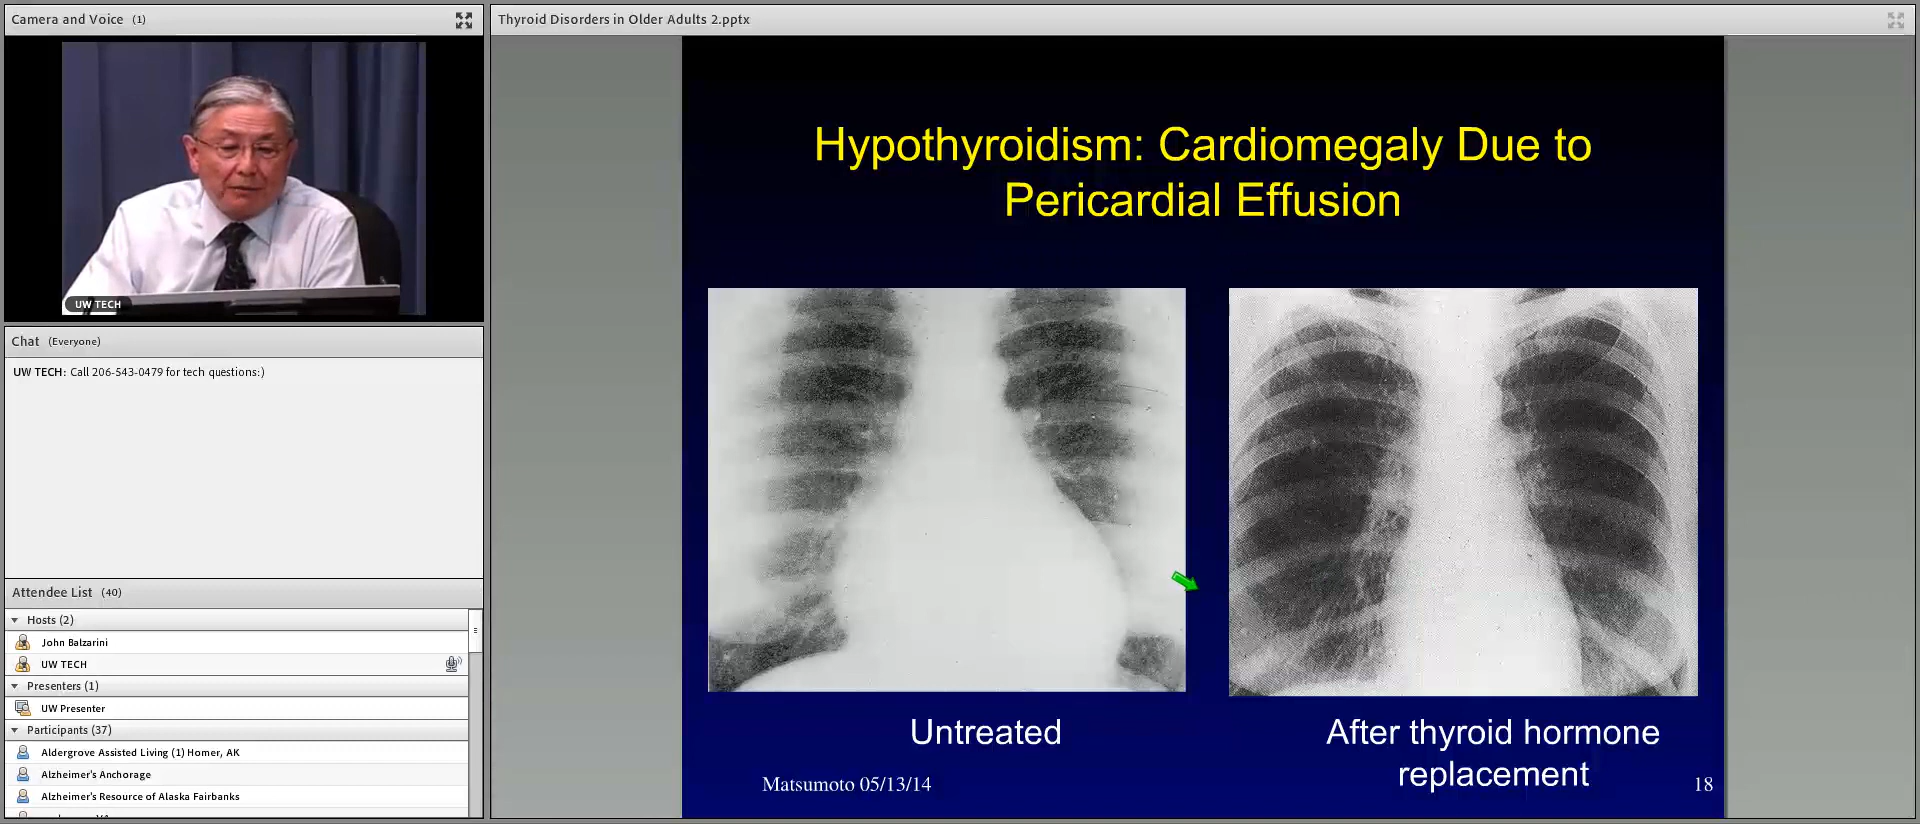 Camera and Voice (1)
UW TECH
Chat (Everyone)
UW TECH: Call 206-543-0479 for tech questions:)
Attendee List (40)
Hosts (2)
John Balzarini
UW TECH
Presenters (1)
UW Presenter
Participants (37)
Aldergrove Assisted Living (1) Homer, AK
Alzheimer's Anchorage
Alzheimer's Resource of Alaska Fairbanks
Thyroid Disorders in Older Adults 2.pptx
Hypothyroidism: Cardiomegaly Due to
Pericardial Effusion
Untreated
After thyroid hormone
replacement
Matsumoto 05/13/14
18